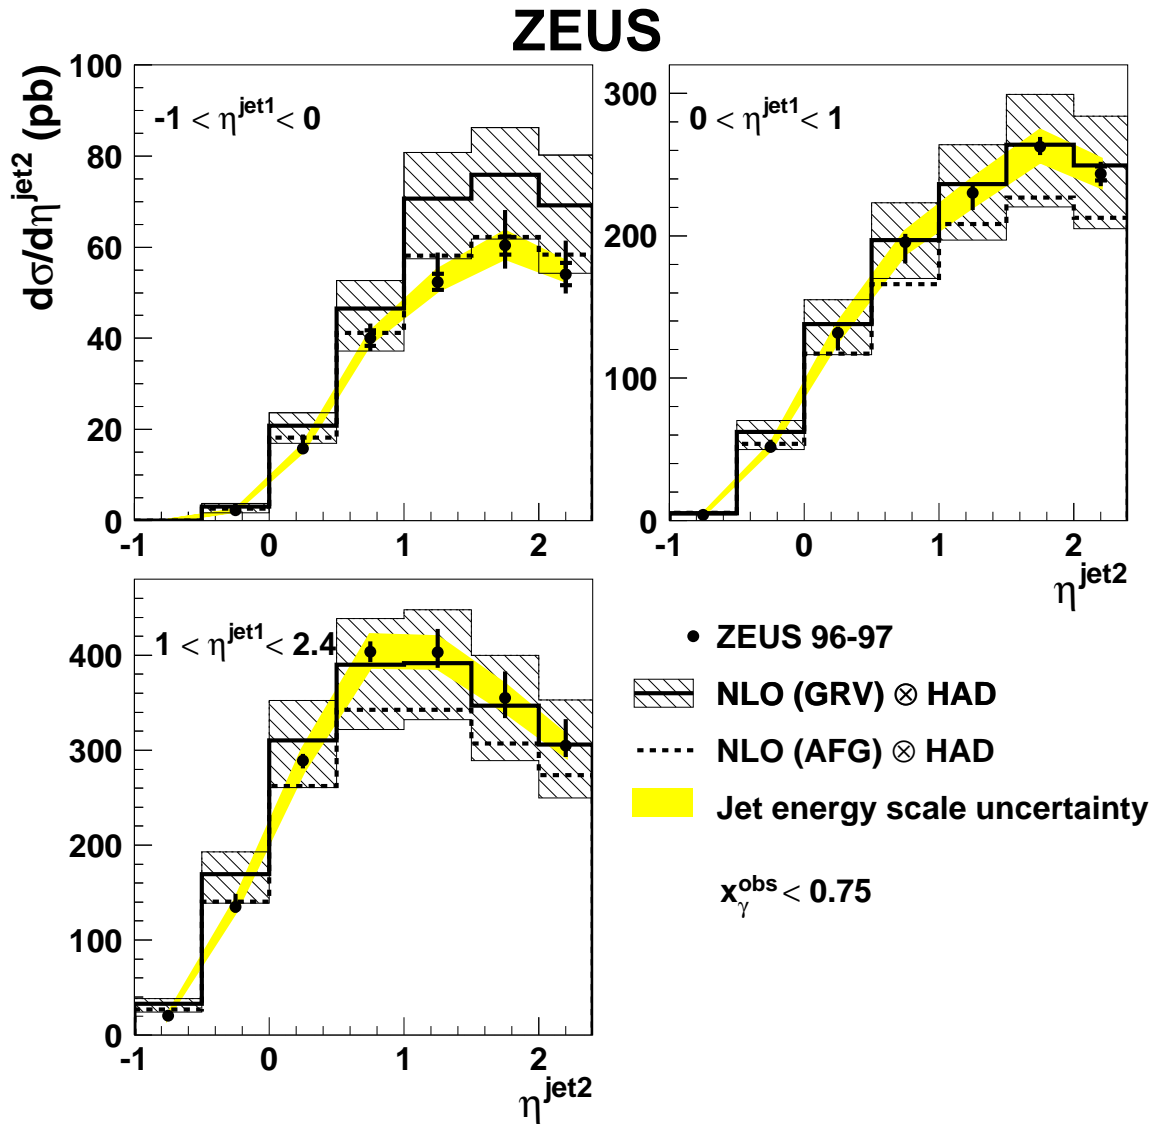 ZEUS
dσ/dη^jet2 (pb)
-1 < η^jet1 < 0
100
80
60
40
20
0
-1 0 1 2
0 < η^jet1 < 1
300
200
100
0
-1 0 1 2
η^jet2
1 < η^jet1 < 2.4
400
300
200
100
0
-1 0 1 2
η^jet2
ZEUS 96-97
NLO (GRV) ⊗ HAD
NLO (AFG) ⊗ HAD
Jet energy scale uncertainty
x_γ^obs < 0.75